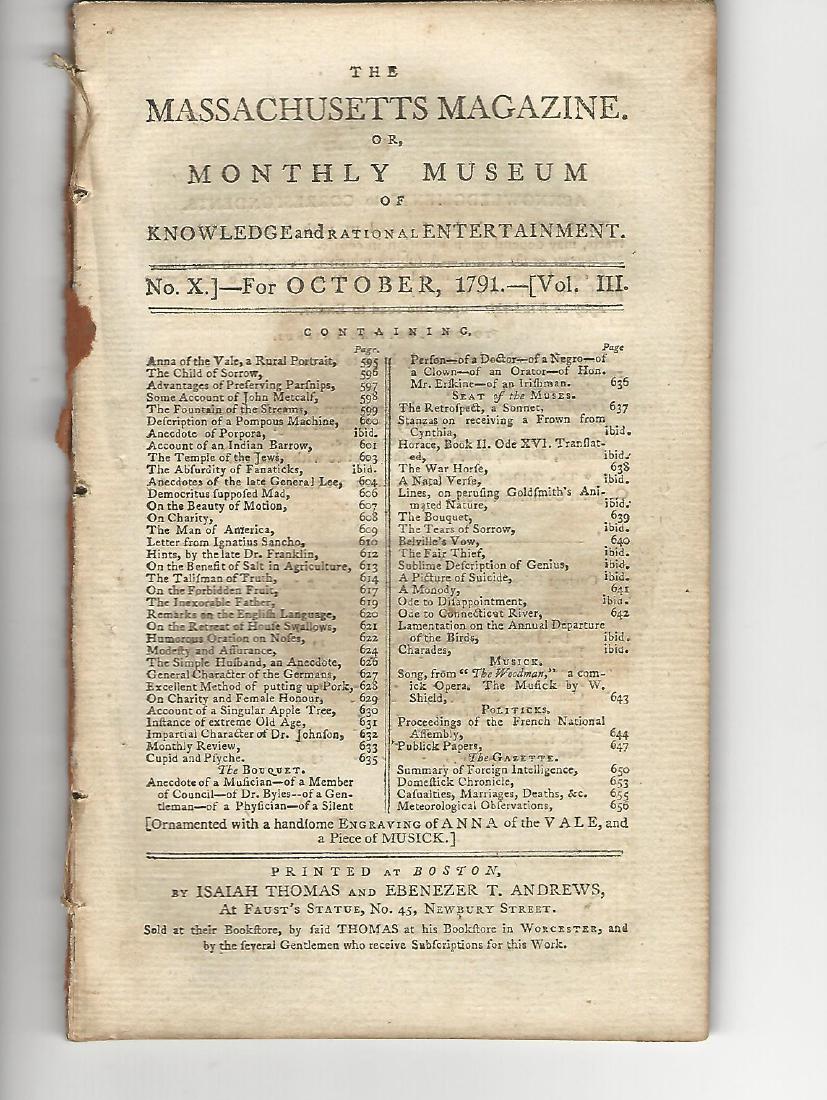 THE
MASSACHUSETTS MAGAZINE.
OR,
MONTHLY MUSEUM
OF
KNOWLEDGE and RATIONAL ENTERTAINMENT.
No. X.]—For OCTOBER, 1791.—[Vol. III.
CONTAINING,
Page.
Anna of the Vale, a Rural Portrait, 595
The Child of Sorrow, 596
Advantages of Preſerving Parſnips, 597
Some Account of John Metcalf, 598
The Fountain of the Streams, 599
Deſcription of a Pompous Machine, 600
Anecdote of Porpora, ibid.
Account of an Indian Barrow, 601
The Temple of the Jews, 603
The Abſurdity of Fanaticks, ibid.
Anecdotes of the late General Lee, 604
Democritus ſuppoſed Mad, 606
On the Beauty of Motion, 607
On Charity, 608
The Man of America, 609
Letter from Ignatius Sancho, 610
Hints, by the late Dr. Franklin, 612
On the Benefit of Salt in Agriculture, 613
The Taliſman of Truth, 614
On the Forbidden Fruit, 617
The Inexorable Father, 619
Remarks on the Engliſh Language, 620
On the Retreat of Houſe Swallows, 621
Humorous Oration on Noſes, 622
Modeſty and Aſſurance, 624
The Simple Huſband, an Anecdote, 626
General Character of the Germans, 627
Excellent Method of putting up Pork, 628
On Charity and Female Honour, 629
Account of a Singular Apple Tree, 630
Inſtance of extreme Old Age, 631
Impartial Character of Dr. Johnſon, 632
Monthly Review, 633
Cupid and Pſyche. 635
The BOUQUET.
Anecdote of a Muſician—of a Member
of Council—of Dr. Byles--of a Gen-
tleman—of a Phyſician—of a Silent
Page
Perſon—of a Doctor—of a Negro—of
a Clown—of an Orator—of Hon.
Mr. Erſkine—of an Iriſhman. 636
SEAT of the MUSES.
The Retroſpect, a Sonnet, 637
Stanzas on receiving a Frown from
Cynthia, ibid.
Horace, Book II. Ode XVI. Tranſlat-
ed, ibid.
The War Horſe, 638
A Natal Verſe, ibid.
Lines, on peruſing Goldſmith's Ani-
mated Nature, ibid.
The Bouquet, 639
The Tears of Sorrow, ibid.
Belville's Vow, 640
The Fair Thief, ibid.
Sublime Deſcription of Genius, ibid.
A Picture of Suicide, ibid.
A Monody, 641
Ode to Diſappointment, ibid.
Ode to Connecticut River, 642
Lamentation on the Annual Departure
of the Birds, ibid.
Charades, ibid.
MUSICK.
Song, from "The Woodman," a com-
ick Opera. The Muſick by W.
Shield, 643
POLITICKS.
Proceedings of the French National
Aſſembly, 644
Publick Papers, 647
The GAZETTE.
Summary of Foreign Intelligence, 650
Domeſtick Chronicle, 653
Caſualties, Marriages, Deaths, &c. 655
Meteorological Obſervations, 656
[Ornamented with a handſome ENGRAVING of ANNA of the VALE, and
a Piece of MUSICK.]
PRINTED AT BOSTON,
BY ISAIAH THOMAS AND EBENEZER T. ANDREWS,
At FAUST'S STATUE, No. 45, NEWBURY STREET.
Sold at their Bookſtore, by ſaid THOMAS at his Bookſtore in WORCESTER, and
by the ſeveral Gentlemen who receive Subſcriptions for this Work.